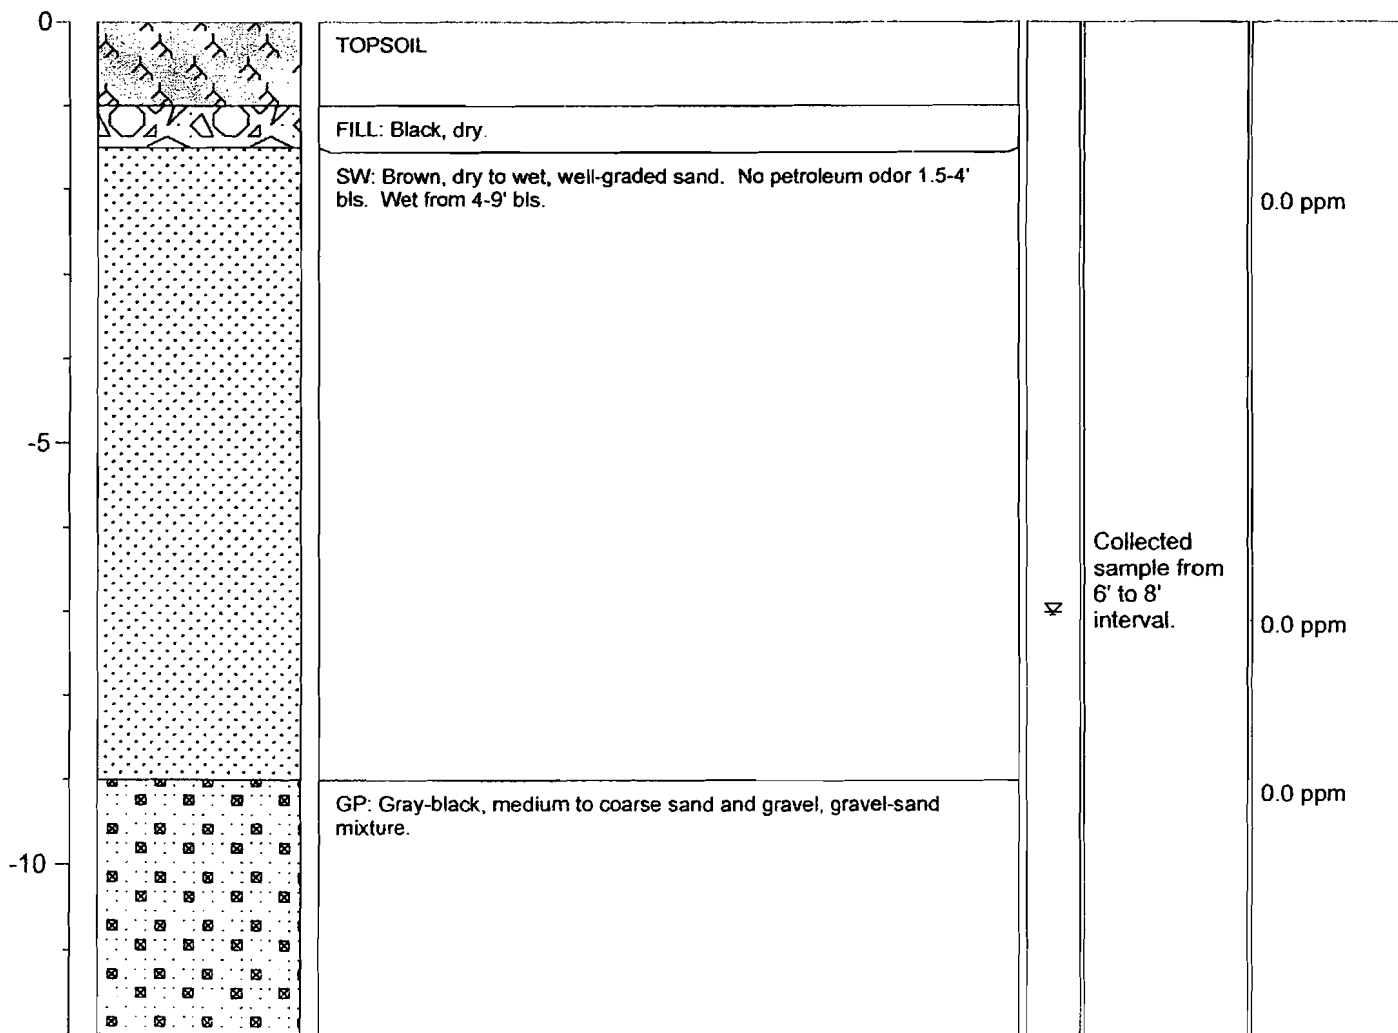 0
TOPSOIL
FILL: Black, dry.
SW: Brown, dry to wet, well-graded sand. No petroleum odor 1.5-4'
bls. Wet from 4-9' bls.
0.0 ppm
-5
Collected
sample from
6' to 8'
interval.
0.0 ppm
GP: Gray-black, medium to coarse sand and gravel, gravel-sand
mixture.
0.0 ppm
-10